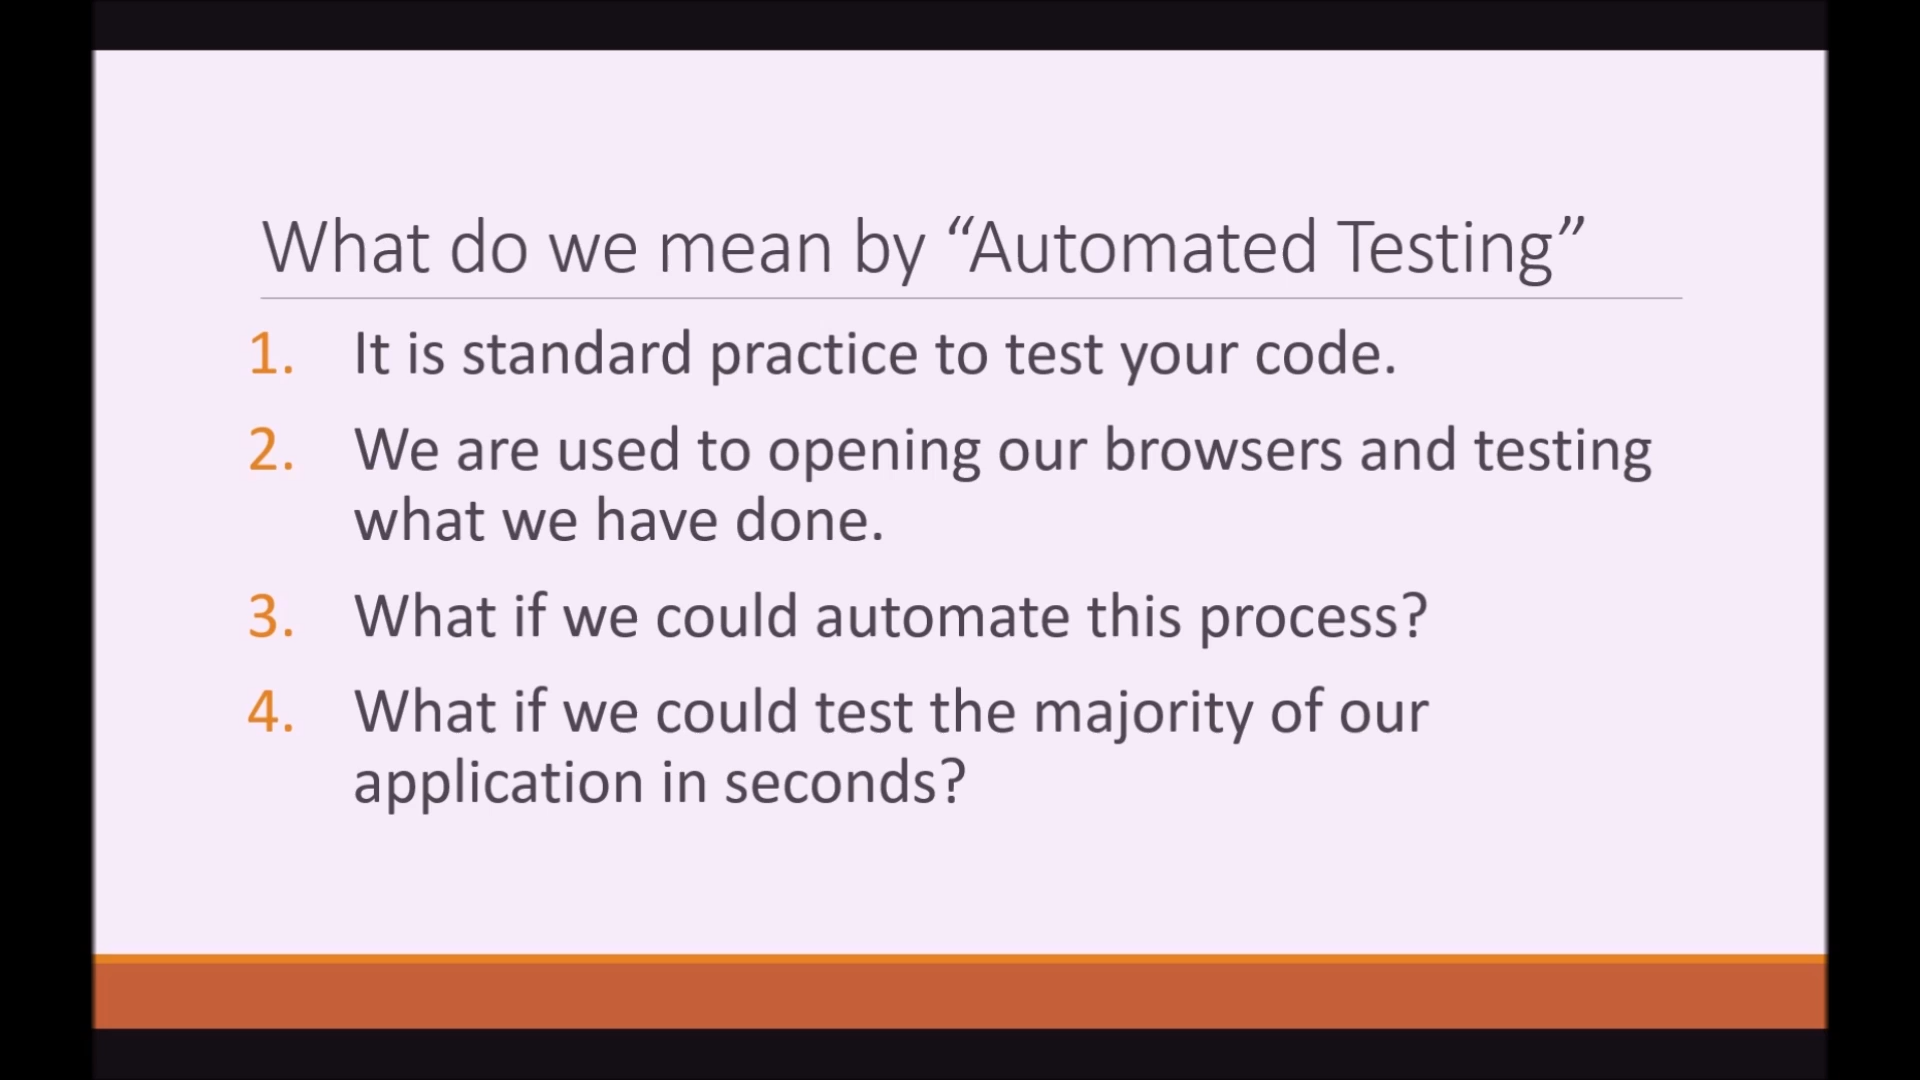 What do we mean by “Automated Testing”
1. It is standard practice to test your code.
2. We are used to opening our browsers and testing
what we have done.
3. What if we could automate this process?
4. What if we could test the majority of our
application in seconds?